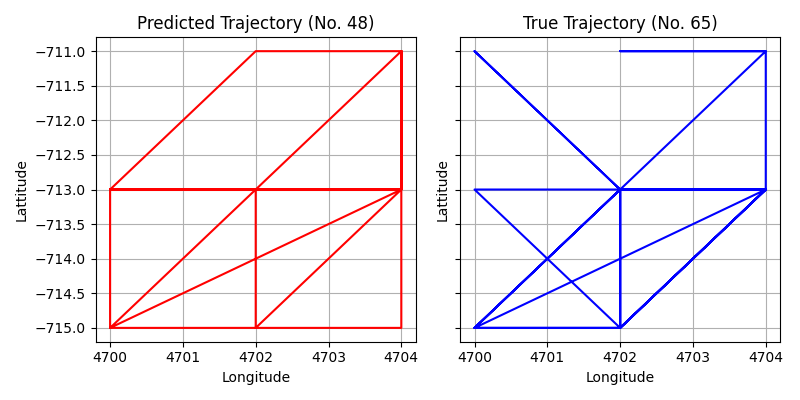 Predicted Trajectory (No. 48)
True Trajectory (No. 65)
−711.0
−711.5
−712.0
−712.5
−713.0
−713.5
−714.0
−714.5
−715.0
Lattitude
Lattitude
4700 4701 4702 4703 4704
4700 4701 4702 4703 4704
Longitude
Longitude